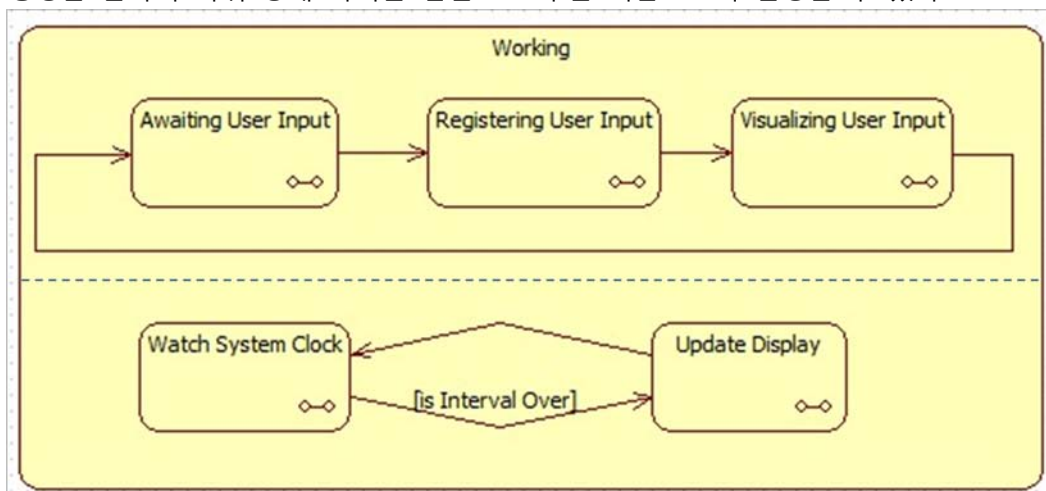 Working
Awaiting User Input
Registering User Input
Visualizing User Input
Watch System Clock
Update Display
[is Interval Over]